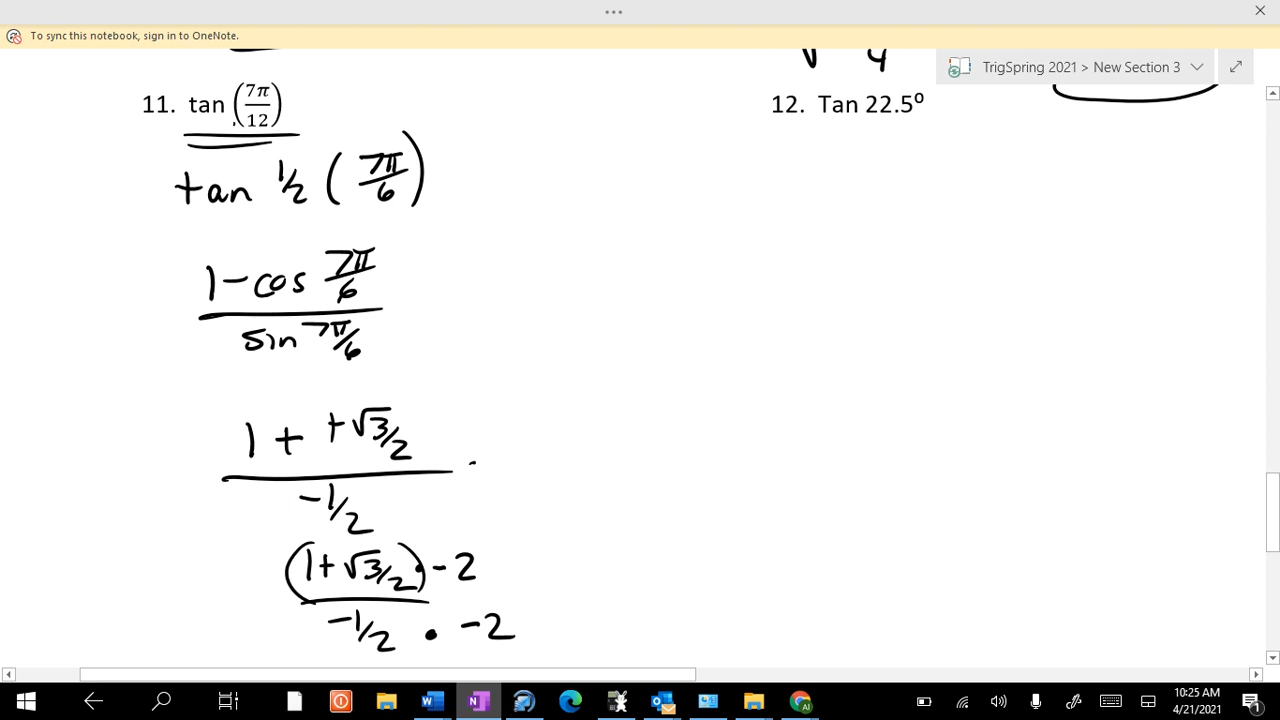 To sync this notebook, sign in to OneNote.
4
TrigSpring 2021 > New Section 3
11. tan (7π/12)
12. Tan 22.5⁰
tan ½ (7π/6)
1 - cos 7π/6
sin 7π/6
1 + +√3/2
-1/2
(1 + √3/2) · -2
-1/2 · -2
10:25 AM
4/21/2021